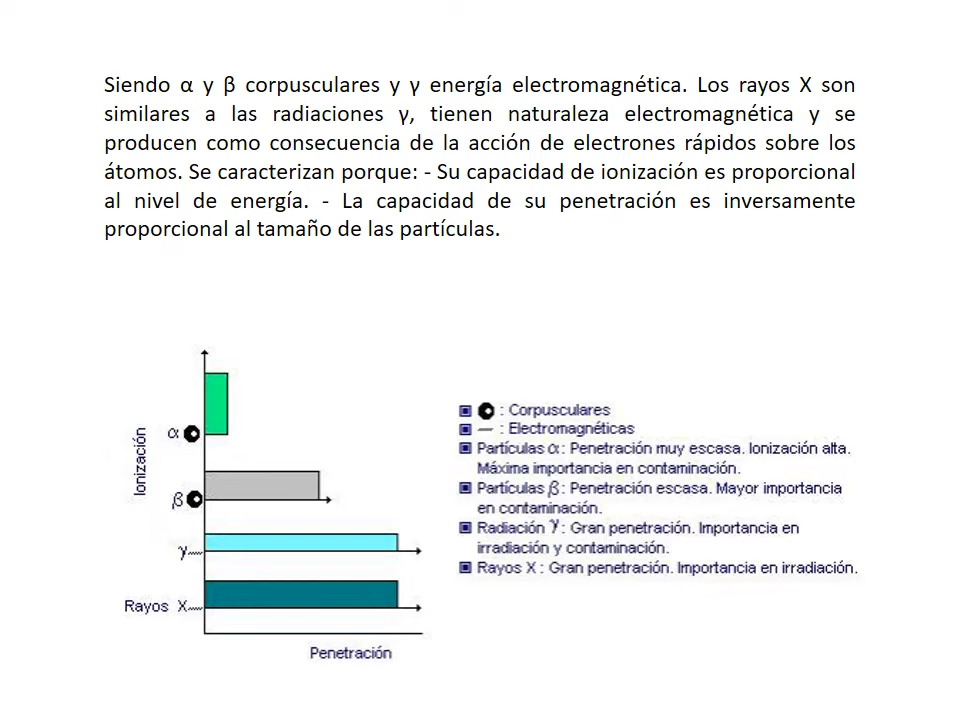 Siendo α y β corpusculares y γ energía electromagnética. Los rayos X son
similares a las radiaciones γ, tienen naturaleza electromagnética y se
producen como consecuencia de la acción de electrones rápidos sobre los
átomos. Se caracterizan porque: - Su capacidad de ionización es proporcional
al nivel de energía. - La capacidad de su penetración es inversamente
proporcional al tamaño de las partículas.
Ionización
α
β
γ
Rayos X
Penetración
: Corpusculares
— : Electromagnéticas
Partículas α: Penetración muy escasa. Ionización alta.
Máxima importancia en contaminación.
Partículas β: Penetración escasa. Mayor importancia
en contaminación.
Radiación γ: Gran penetración. Importancia en
irradiación y contaminación.
Rayos X : Gran penetración. Importancia en irradiación.